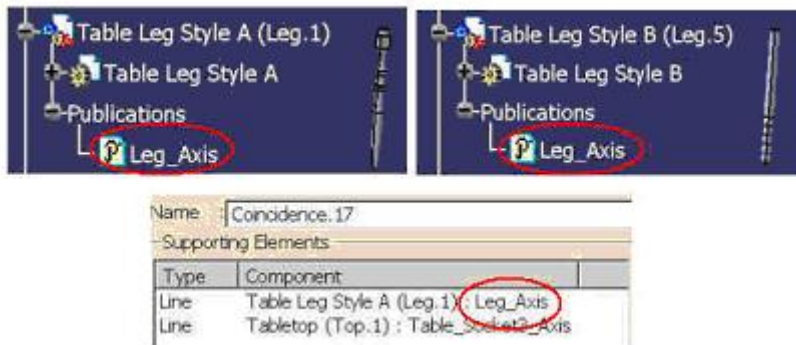 Table Leg Style A (Leg.1)
Table Leg Style A
Publications
Leg_Axis
Table Leg Style B (Leg.5)
Table Leg Style B
Publications
Leg_Axis
Name : Coincidence.17
Supporting Elements
Type Component
Line Table Leg Style A (Leg.1) : Leg_Axis
Line Tabletop (Top.1) : Table_Socket2_Axis